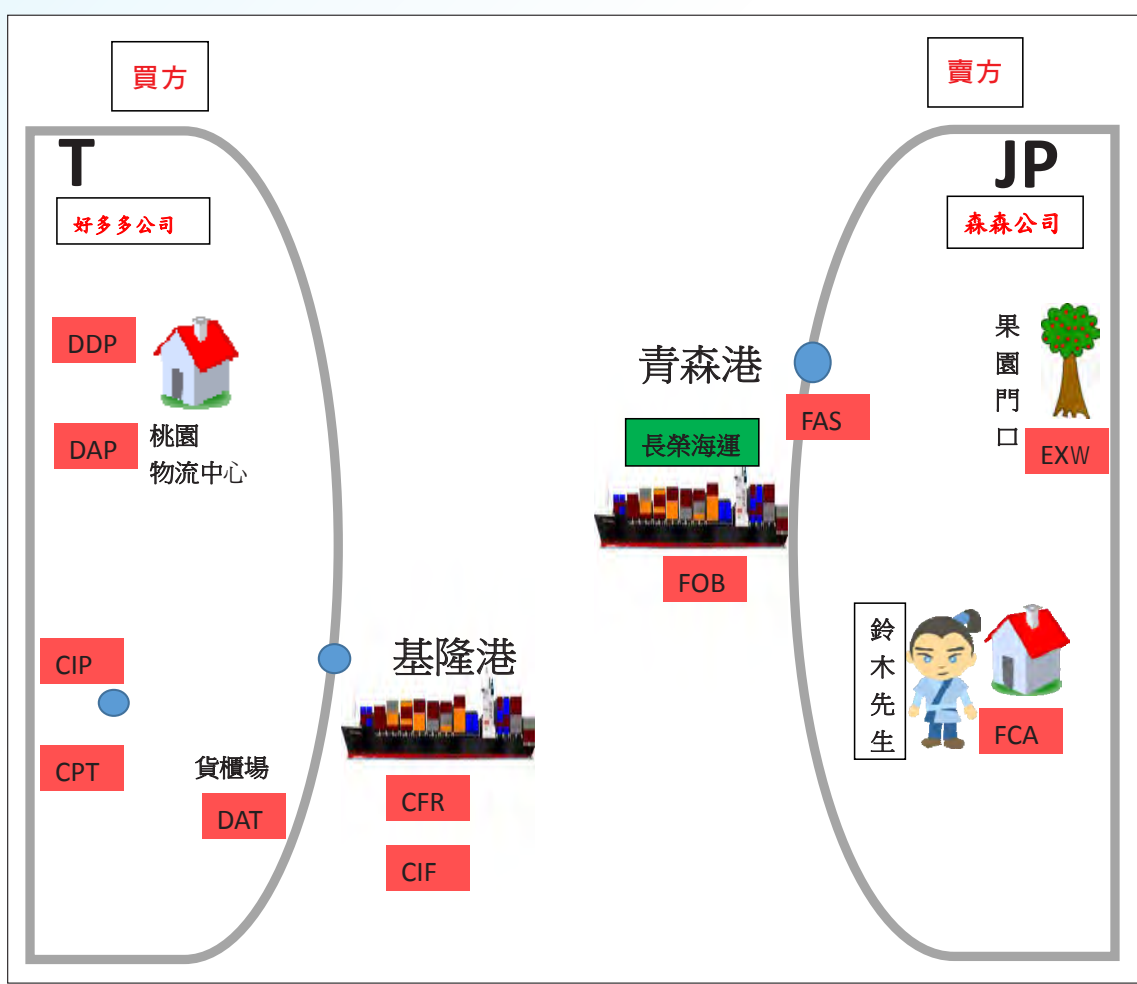 買方
賣方
T
JP
好多多公司
森森公司
DDP
DAP
桃園
物流中心
青森港
FAS
長榮海運
FOB
果園門口
EXW
CIP
CPT
貨櫃場
DAT
基隆港
CFR
CIF
鈴木先生
FCA